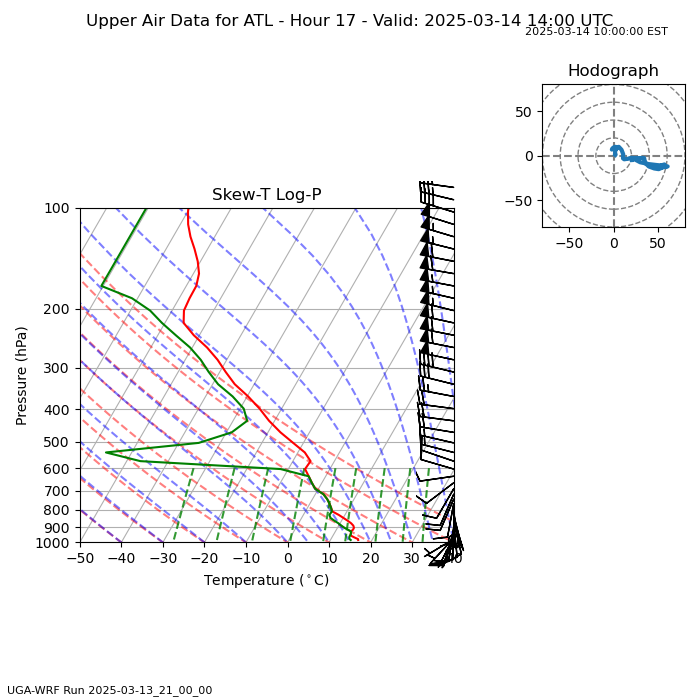 Upper Air Data for ATL - Hour 17 - Valid: 2025-03-14 14:00 UTC
2025-03-14 10:00:00 EST
Hodograph
50
0
−50
−50 0 50
Skew-T Log-P
100
200
300
400
500
600
700
800
900
1000
Pressure (hPa)
−50 −40 −30 −20 −10 0 10 20 30 40
Temperature (°C)
UGA-WRF Run 2025-03-13_21_00_00